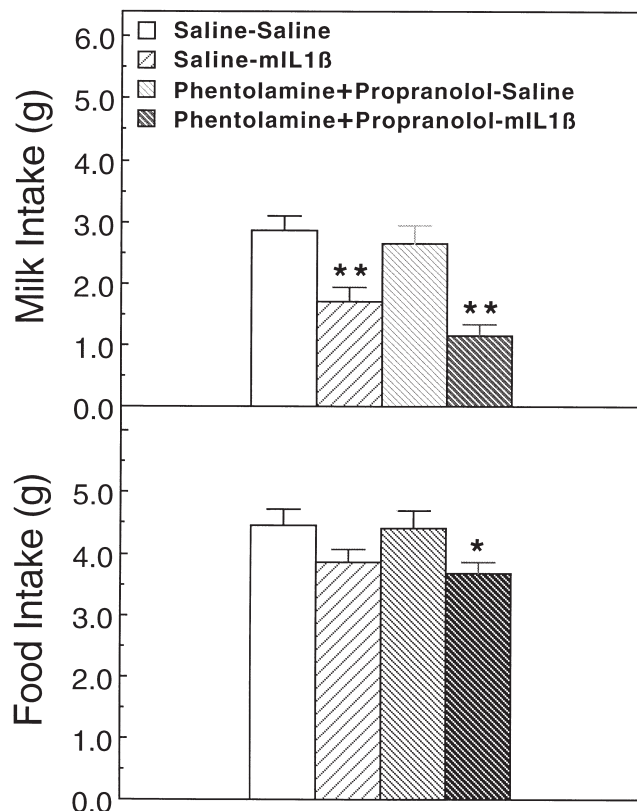 Milk Intake (g)
6.0
5.0
4.0
3.0
2.0
1.0
0.0
Saline-Saline
Saline-mIL1ß
Phentolamine+Propranolol-Saline
Phentolamine+Propranolol-mIL1ß
**
**
Food Intake (g)
5.0
4.0
3.0
2.0
1.0
0.0
*